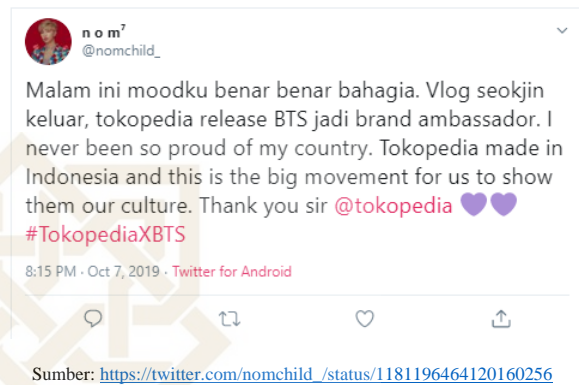 n o m⁷
@nomchild_
Malam ini moodku benar benar bahagia. Vlog seokjin
keluar, tokopedia release BTS jadi brand ambassador. I
never been so proud of my country. Tokopedia made in
Indonesia and this is the big movement for us to show
them our culture. Thank you sir @tokopedia 💜💜
#TokopediaXBTS
8:15 PM · Oct 7, 2019 · Twitter for Android
Sumber: https://twitter.com/nomchild_/status/1181196464120160256